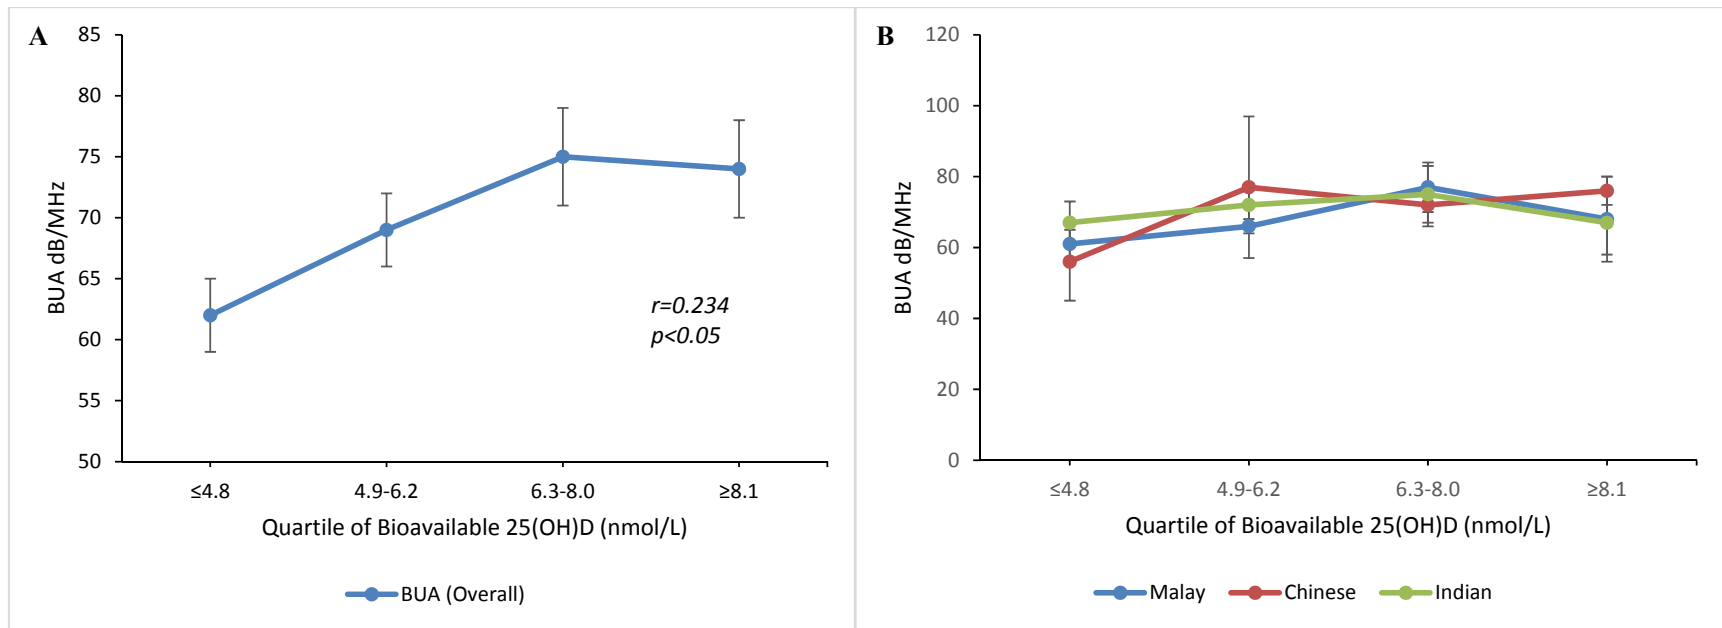 A
85
80
75
70
65
60
55
50
BUA dB/MHz
r=0.234
p<0.05
≤4.8 4.9-6.2 6.3-8.0 ≥8.1
Quartile of Bioavailable 25(OH)D (nmol/L)
BUA (Overall)
B
120
100
80
60
40
20
0
BUA dB/MHz
≤4.8 4.9-6.2 6.3-8.0 ≥8.1
Quartile of Bioavailable 25(OH)D (nmol/L)
Malay Chinese Indian